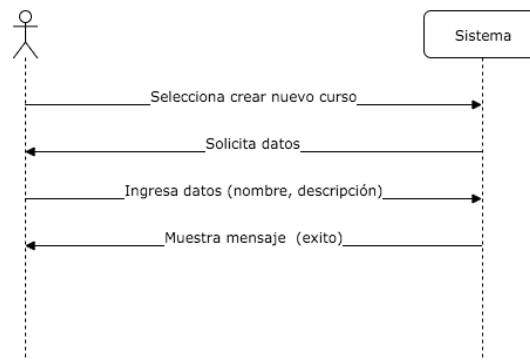 Sistema
Selecciona crear nuevo curso
Solicita datos
Ingresa datos (nombre, descripción)
Muestra mensaje (exito)